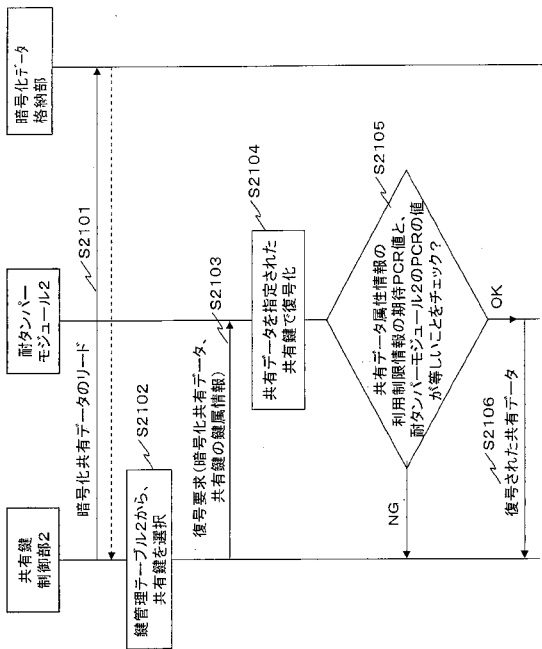 共有鍵
制御部2
耐タンパー
モジュール2
暗号化データ
格納部
暗号化共有データのリード
S2101
鍵管理テーブル2から、
共有鍵を選択
S2102
復号要求(暗号化共有データ、
共有鍵の鍵属情報)
S2103
共有データを指定された
共有鍵で復号化
S2104
共有データ属性情報の
利用制限情報の期待PCR値と、
耐タンパーモジュール2のPCRの値
が等しいことをチェック?
S2105
NG
OK
S2106
復号された共有データ